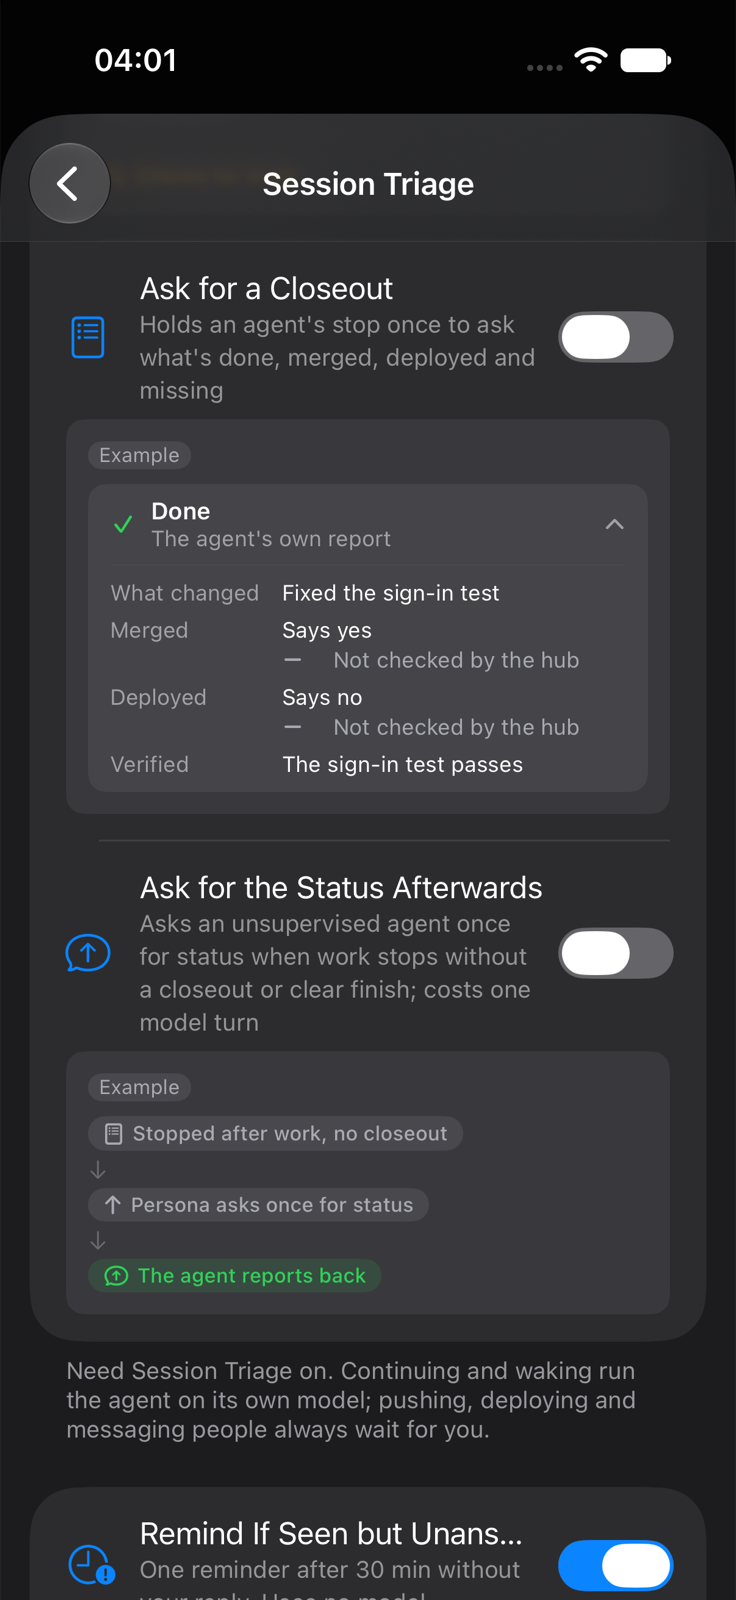 04:01
Session Triage
Ask for a Closeout
Holds an agent's stop once to ask
what's done, merged, deployed and
missing
Example
Done
The agent's own report
What changed Fixed the sign-in test
Merged Says yes
— Not checked by the hub
Deployed Says no
— Not checked by the hub
Verified The sign-in test passes
Ask for the Status Afterwards
Asks an unsupervised agent once
for status when work stops without
a closeout or clear finish; costs one
model turn
Example
Stopped after work, no closeout
↓
↑ Persona asks once for status
↓
The agent reports back
Need Session Triage on. Continuing and waking run
the agent on its own model; pushing, deploying and
messaging people always wait for you.
Remind If Seen but Unans...
One reminder after 30 min without